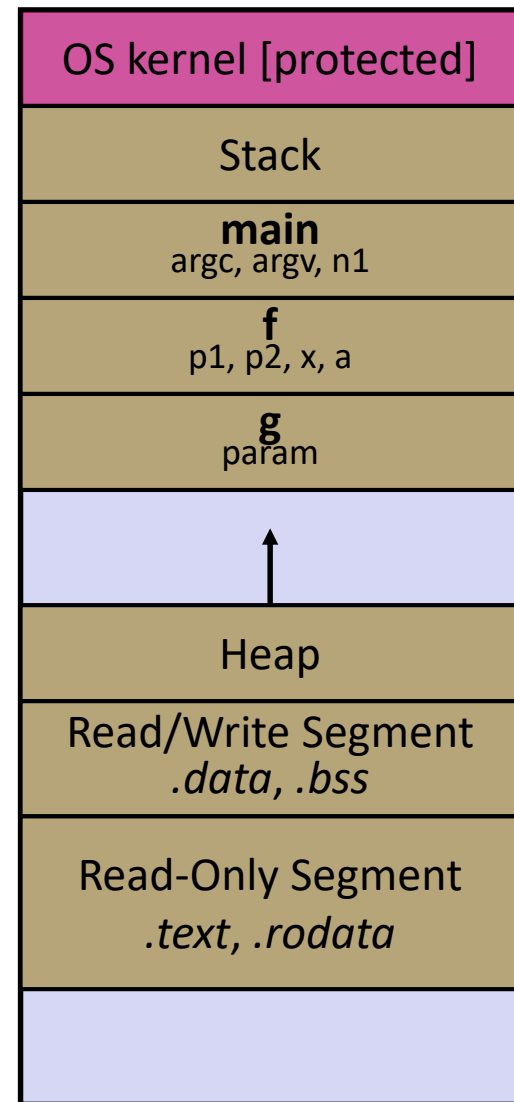 OS kernel [protected]
Stack
main
argc, argv, n1
f
p1, p2, x, a
g
param
Heap
Read/Write Segment
.data, .bss
Read-Only Segment
.text, .rodata